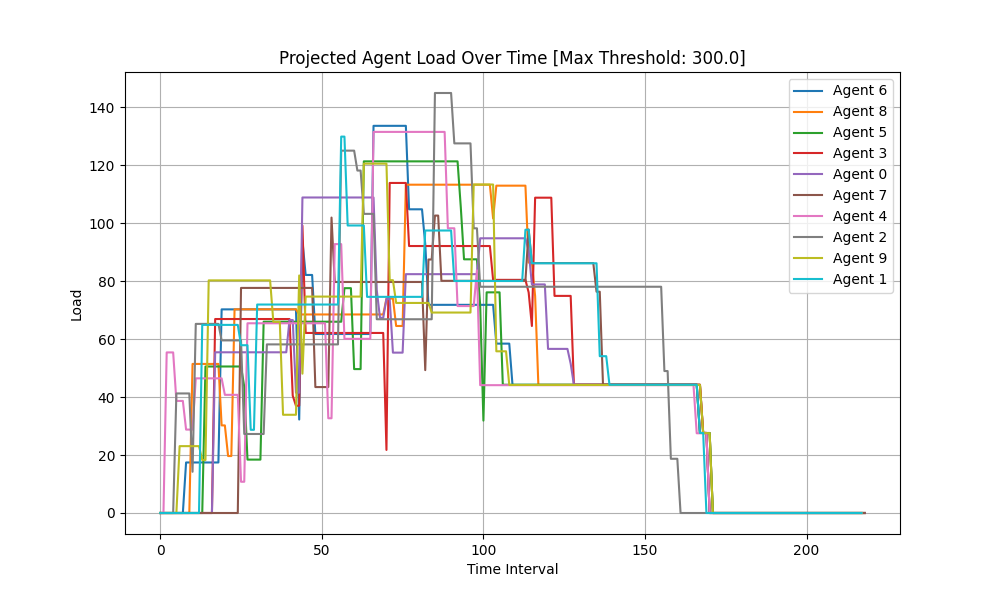 Projected Agent Load Over Time [Max Threshold: 300.0]
Load
140
120
100
80
60
40
20
0
0 50 100 150 200
Time Interval
Agent 6
Agent 8
Agent 5
Agent 3
Agent 0
Agent 7
Agent 4
Agent 2
Agent 9
Agent 1